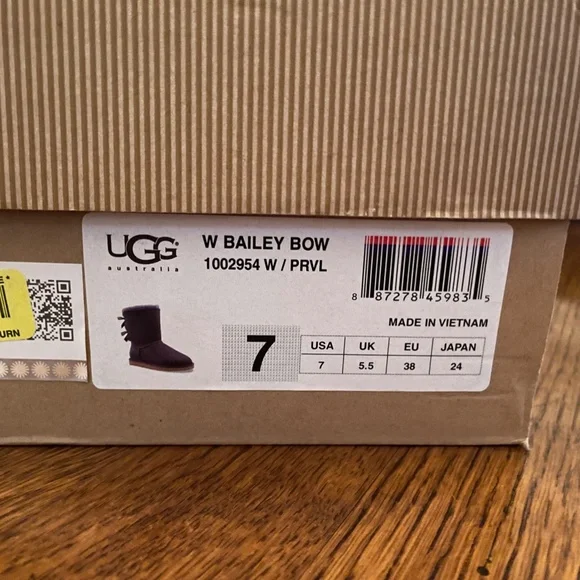 UGG
australia
W BAILEY BOW
1002954 W / PRVL
8 87278 45983 5
MADE IN VIETNAM
7
USA UK EU JAPAN
7 5.5 38 24